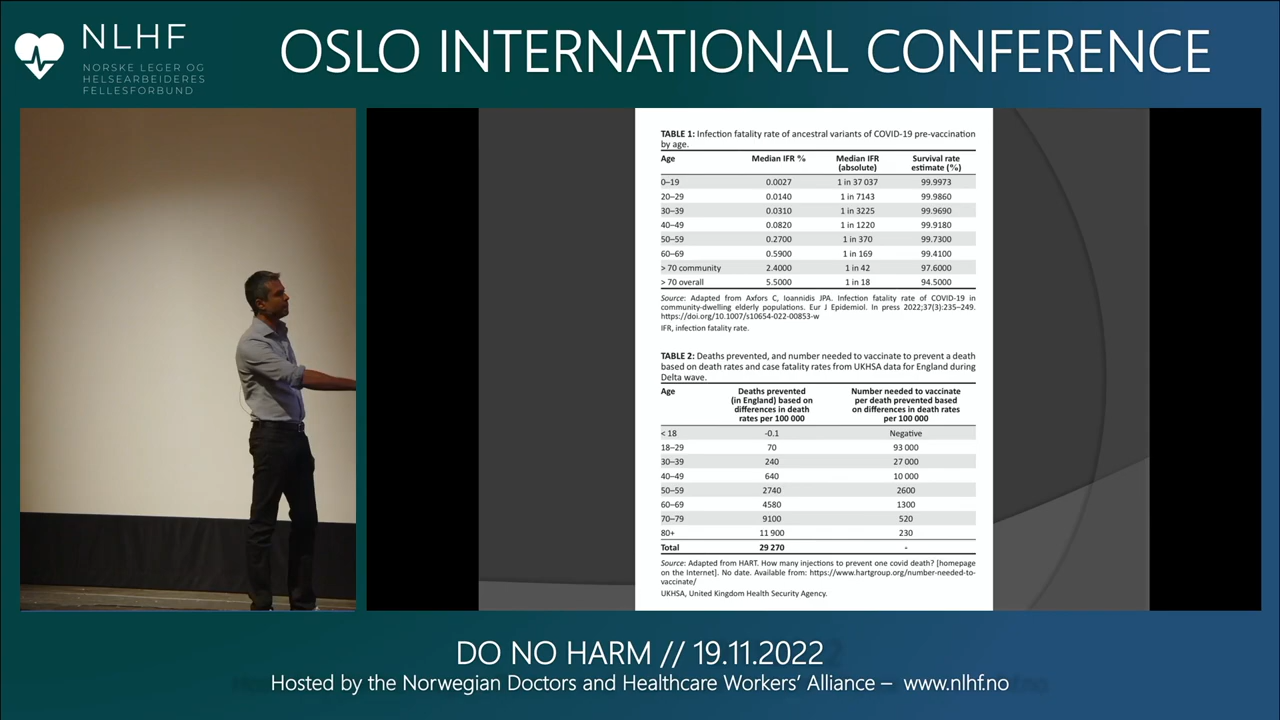 NLHF
NORSKE LEGER OG
HELSEARBEIDERES
FELLESFORBUND
OSLO INTERNATIONAL CONFERENCE
TABLE 1: Infection fatality rate of ancestral variants of COVID-19 pre-vaccination
by age.
Age Median IFR % Median IFR (absolute) Survival rate estimate (%)
0–19 0.0027 1 in 37 037 99.9973
20–29 0.0140 1 in 7143 99.9860
30–39 0.0310 1 in 3225 99.9690
40–49 0.0820 1 in 1220 99.9180
50–59 0.2700 1 in 370 99.7300
60–69 0.5900 1 in 169 99.4100
> 70 community 2.4000 1 in 42 97.6000
> 70 overall 5.5000 1 in 18 94.5000
Source: Adapted from Axfors C, Ioannidis JPA. Infection fatality rate of COVID-19 in
community-dwelling elderly populations. Eur J Epidemiol. In press 2022;37(3):235–249.
https://doi.org/10.1007/s10654-022-00853-w
IFR, infection fatality rate.
TABLE 2: Deaths prevented, and number needed to vaccinate to prevent a death
based on death rates and case fatality rates from UKHSA data for England during
Delta wave.
Age Deaths prevented Number needed to vaccinate
(in England) based on per death prevented based
differences in death on differences in death rates
rates per 100 000 per 100 000
< 18 -0.1 Negative
18–29 70 93 000
30–39 240 27 000
40–49 640 10 000
50–59 2740 2600
60–69 4580 1300
70–79 9100 520
80+ 11 900 230
Total 29 270 -
Source: Adapted from HART. How many injections to prevent one covid death? [homepage
on the Internet]. No date. Available from: https://www.hartgroup.org/number-needed-to-
vaccinate/
UKHSA, United Kingdom Health Security Agency.
DO NO HARM // 19.11.2022
Hosted by the Norwegian Doctors and Healthcare Workers' Alliance – www.nlhf.no